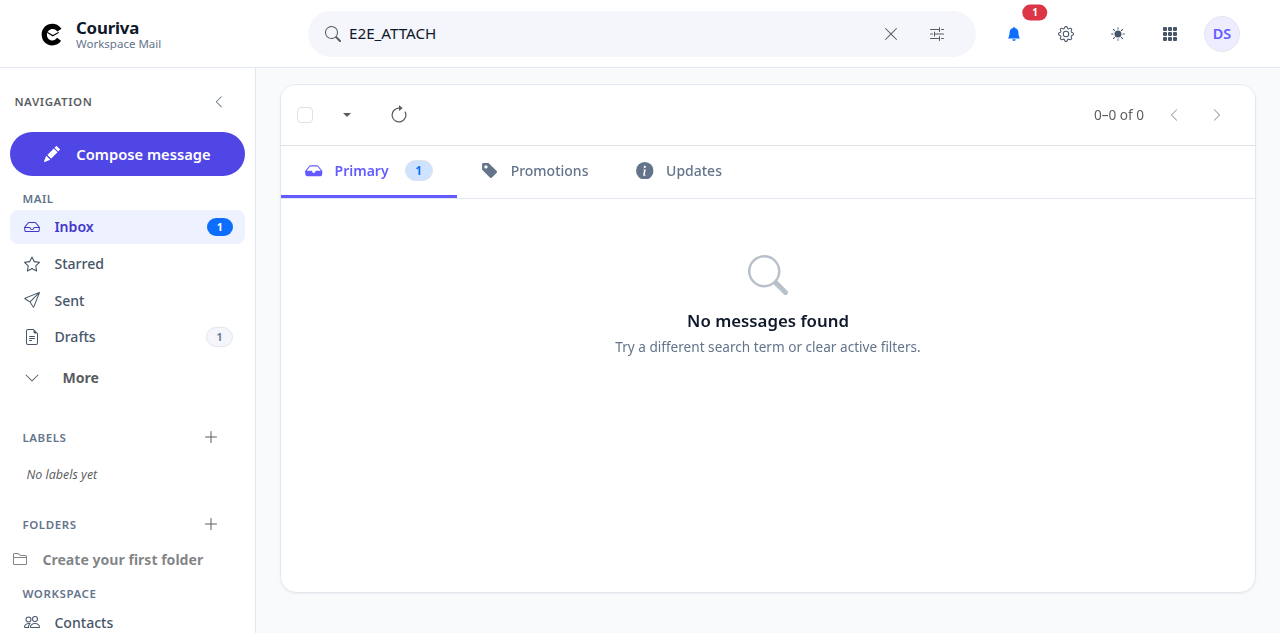 Couriva
Workspace Mail
E2E_ATTACH
1
DS
NAVIGATION
Compose message
MAIL
Inbox 1
Starred
Sent
Drafts 1
More
LABELS
No labels yet
FOLDERS
Create your first folder
WORKSPACE
Contacts
0–0 of 0
Primary 1
Promotions
Updates
No messages found
Try a different search term or clear active filters.